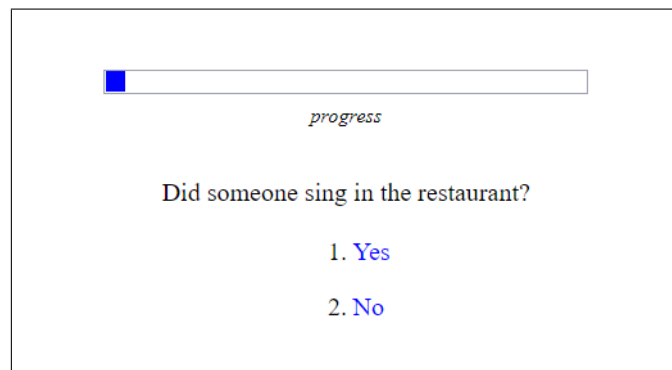 progress
Did someone sing in the restaurant?
1. Yes
2. No